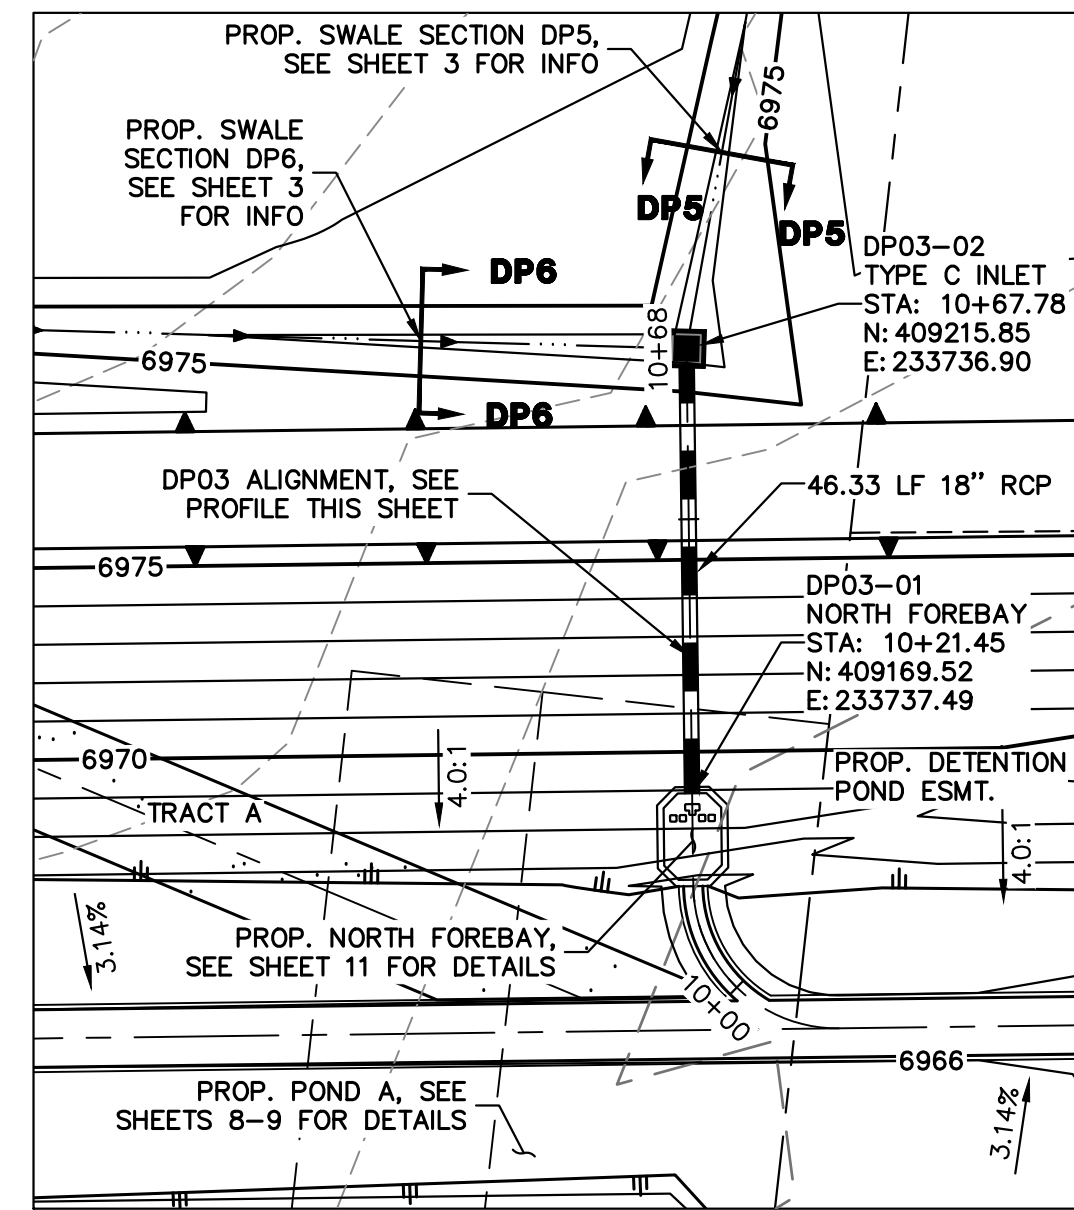 PROP. SWALE SECTION DP5,
SEE SHEET 3 FOR INFO
6975
PROP. SWALE
SECTION DP6,
SEE SHEET 3
FOR INFO
DP5
DP5
DP6
DP03-02
TYPE C INLET
STA: 10+67.78
N: 409215.85
E: 233736.90
10+68
6975
DP6
DP03 ALIGNMENT, SEE
PROFILE THIS SHEET
46.33 LF 18” RCP
6975
DP03-01
NORTH FOREBAY
STA: 10+21.45
N: 409169.52
E: 233737.49
6970
4.0:1
PROP. DETENTION
POND ESMT.
TRACT A
4.0:1
3.14%
PROP. NORTH FOREBAY,
SEE SHEET 11 FOR DETAILS
10+00
6966
PROP. POND A, SEE
SHEETS 8-9 FOR DETAILS
3.14%